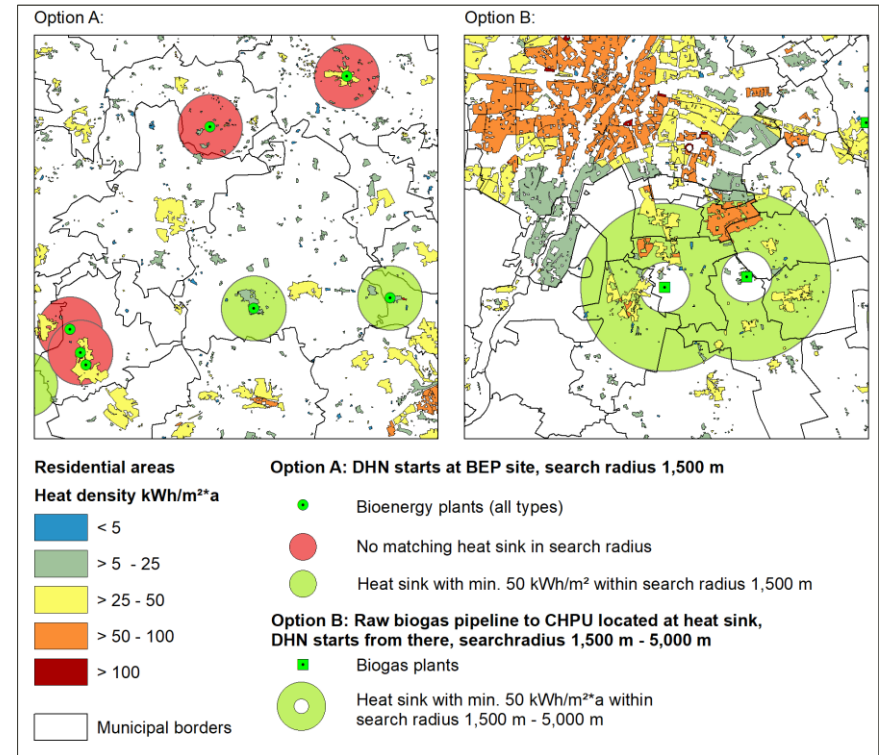 Option A:
Option B:
Residential areas
Heat density kWh/m²*a
< 5
> 5 - 25
> 25 - 50
> 50 - 100
> 100
Municipal borders
Option A: DHN starts at BEP site, search radius 1,500 m
Bioenergy plants (all types)
No matching heat sink in search radius
Heat sink with min. 50 kWh/m² within search radius 1,500 m
Option B: Raw biogas pipeline to CHPU located at heat sink,
DHN starts from there, searchradius 1,500 m - 5,000 m
Biogas plants
Heat sink with min. 50 kWh/m²*a within
search radius 1,500 m - 5,000 m